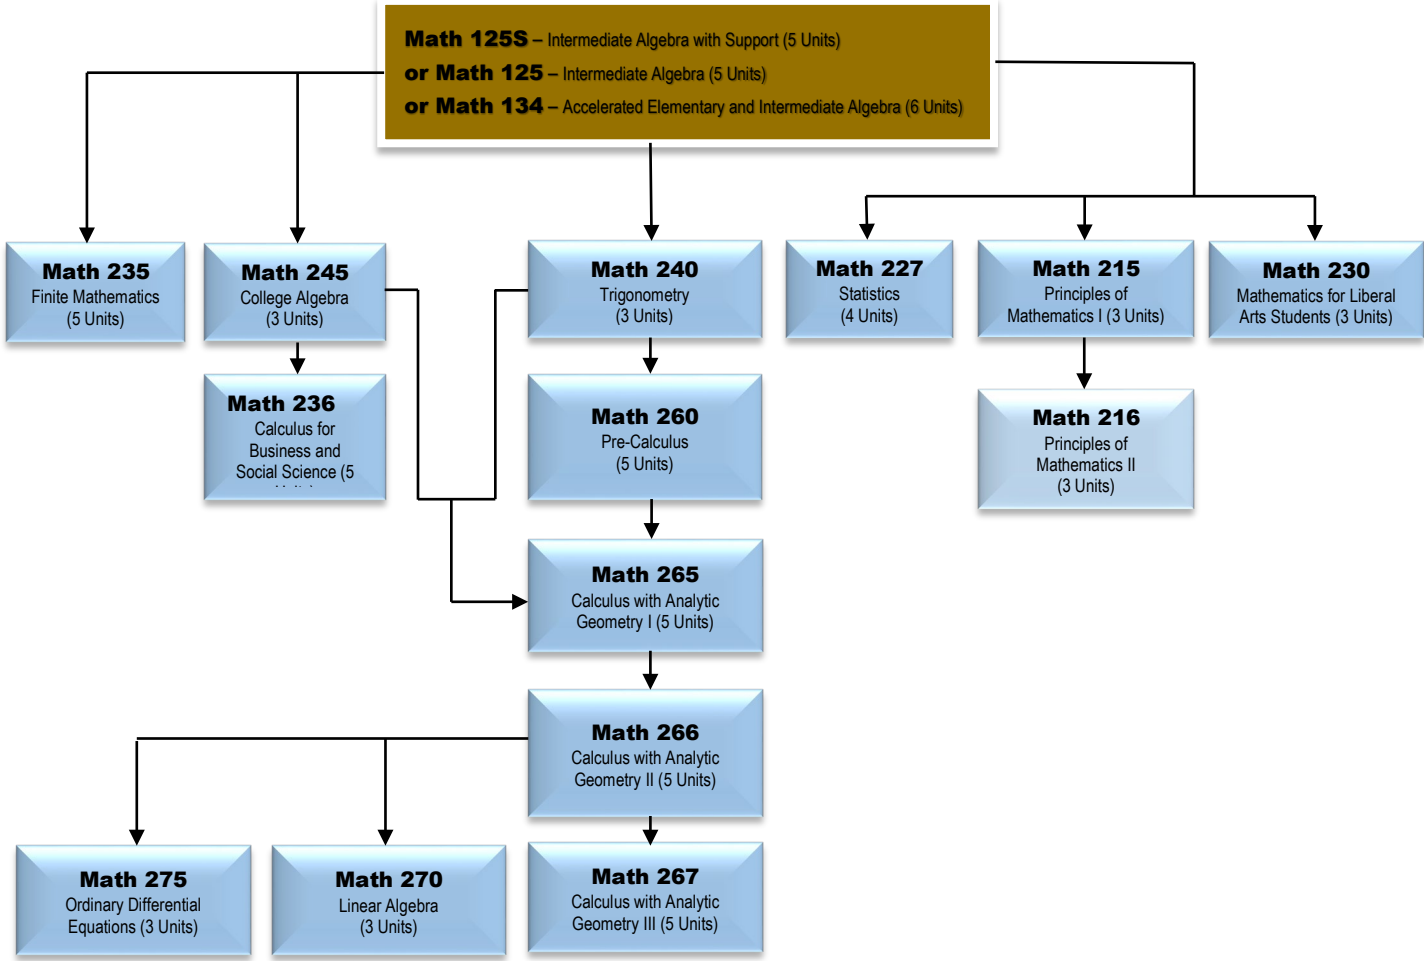 Math 125S – Intermediate Algebra with Support (5 Units)
or Math 125 – Intermediate Algebra (5 Units)
or Math 134 – Accelerated Elementary and Intermediate Algebra (6 Units)
Math 235
Finite Mathematics
(5 Units)
Math 245
College Algebra
(3 Units)
Math 240
Trigonometry
(3 Units)
Math 227
Statistics
(4 Units)
Math 215
Principles of
Mathematics I (3 Units)
Math 230
Mathematics for Liberal
Arts Students (3 Units)
Math 236
Calculus for
Business and
Social Science (5
Math 260
Pre-Calculus
(5 Units)
Math 216
Principles of
Mathematics II
(3 Units)
Math 265
Calculus with Analytic
Geometry I (5 Units)
Math 266
Calculus with Analytic
Geometry II (5 Units)
Math 275
Ordinary Differential
Equations (3 Units)
Math 270
Linear Algebra
(3 Units)
Math 267
Calculus with Analytic
Geometry III (5 Units)